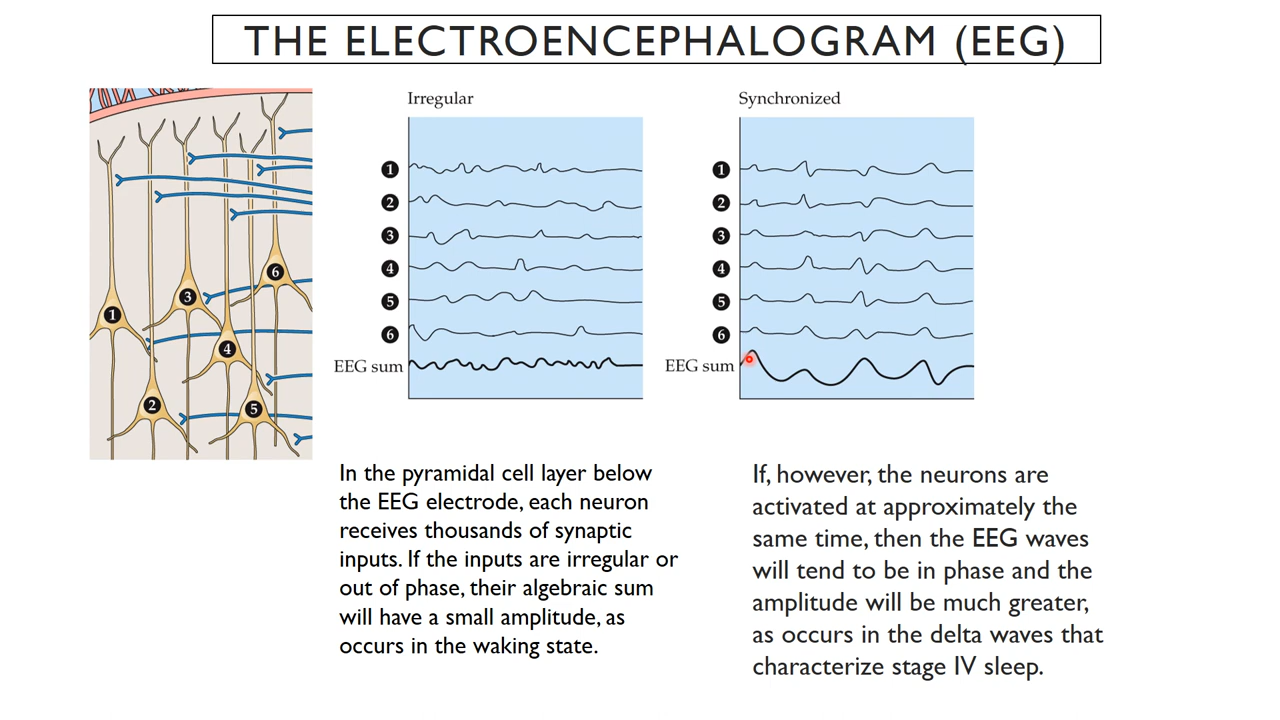 THE ELECTROENCEPHALOGRAM (EEG)
6
3
1
4
2
5
Irregular
1
2
3
4
5
6
EEG sum
Synchronized
1
2
3
4
5
6
EEG sum
In the pyramidal cell layer below
the EEG electrode, each neuron
receives thousands of synaptic
inputs. If the inputs are irregular or
out of phase, their algebraic sum
will have a small amplitude, as
occurs in the waking state.
If, however, the neurons are
activated at approximately the
same time, then the EEG waves
will tend to be in phase and the
amplitude will be much greater,
as occurs in the delta waves that
characterize stage IV sleep.